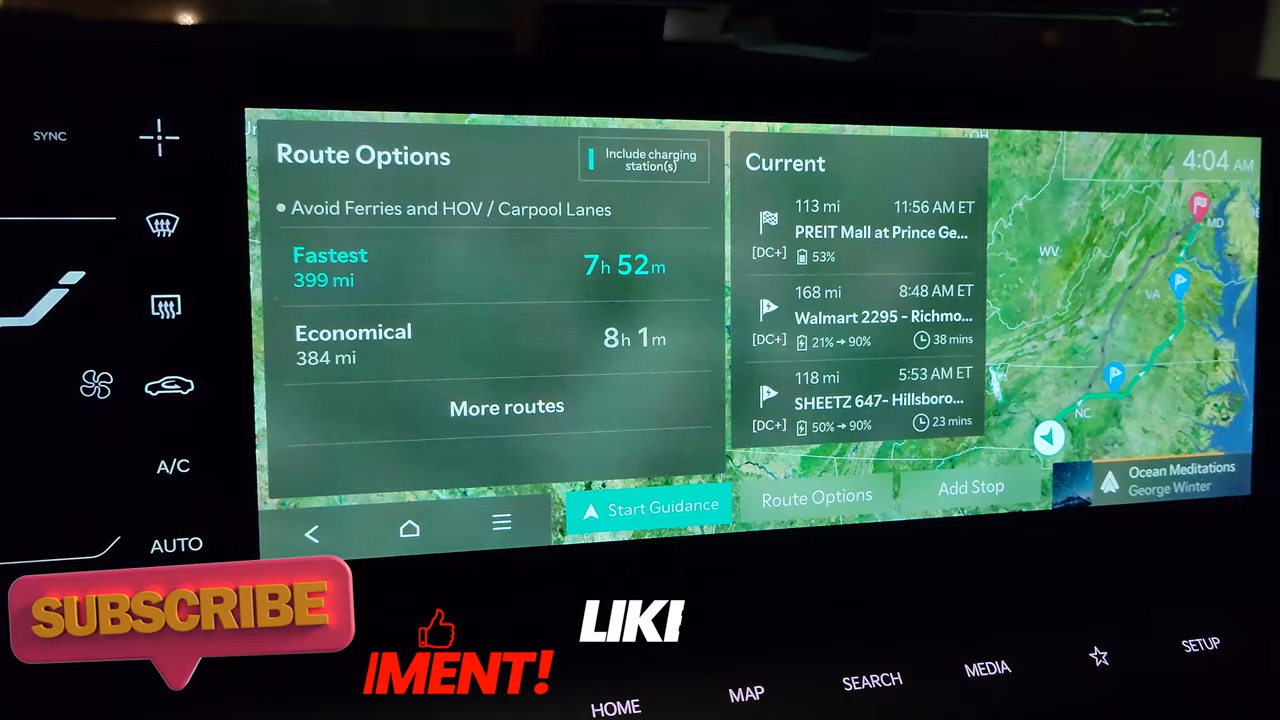 SYNC
AUTO
A/C
Route Options
Include charging
station(s)
Avoid Ferries and HOV / Carpool Lanes
Fastest
399 mi
7h 52m
Economical
384 mi
8h 1m
More routes
Current
113 mi 11:56 AM ET
PREIT Mall at Prince Ge...
[DC+] 53%
168 mi 8:48 AM ET
Walmart 2295 - Richmo...
[DC+] 21% → 90% 38 mins
118 mi 5:53 AM ET
SHEETZ 647- Hillsboro...
[DC+] 50% → 90% 23 mins
OH
4:04 AM
MD
WV
VA
NC
Start Guidance
Route Options
Add Stop
Ocean Meditations
George Winter
SUBSCRIBE
MENT!
LIKI
HOME
MAP
SEARCH
MEDIA
SETUP